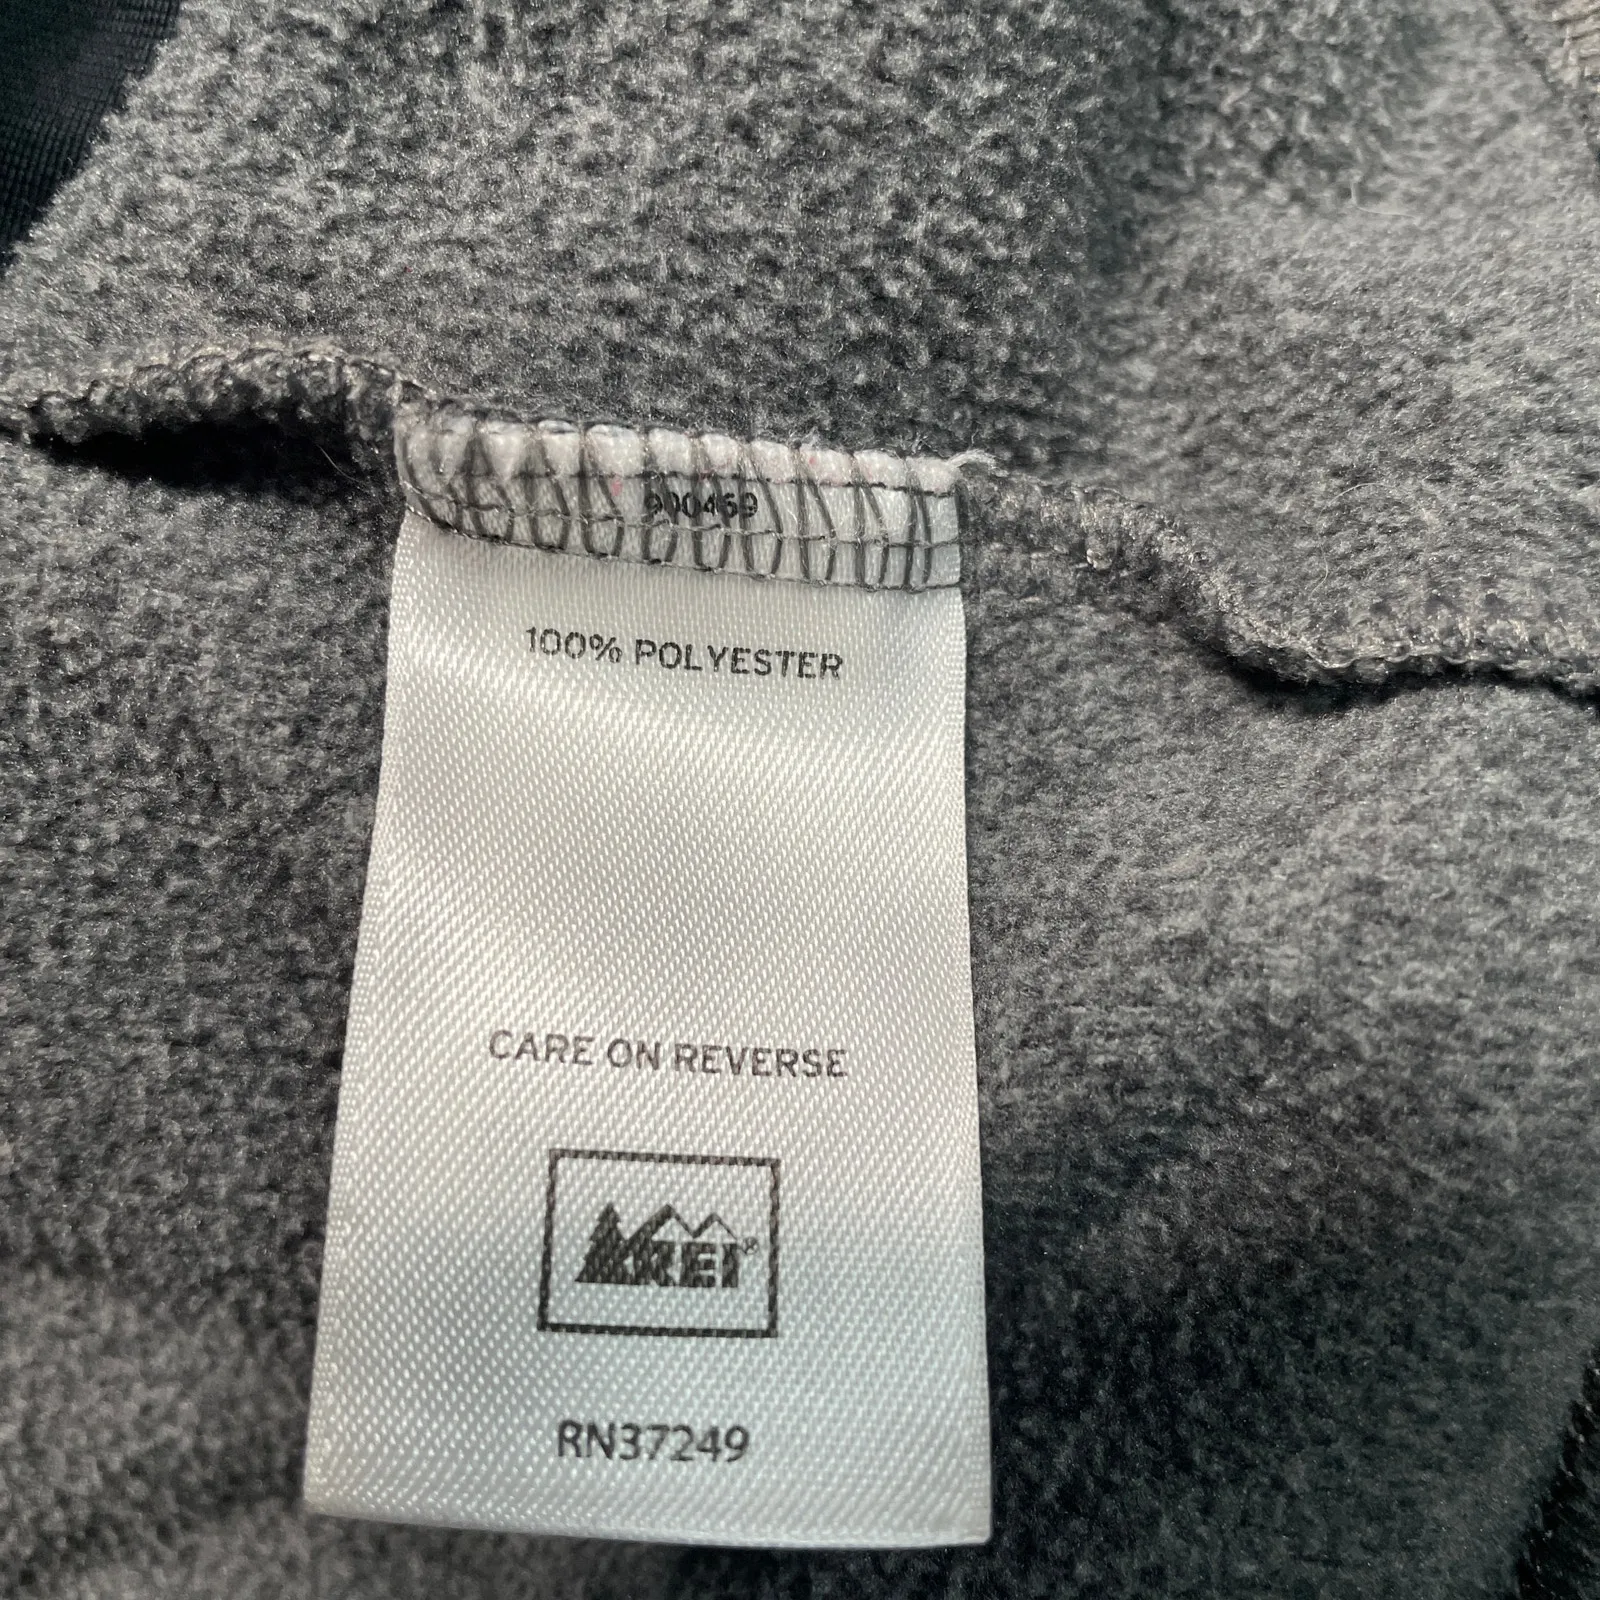 900469
100% POLYESTER
CARE ON REVERSE
REI®
RN37249